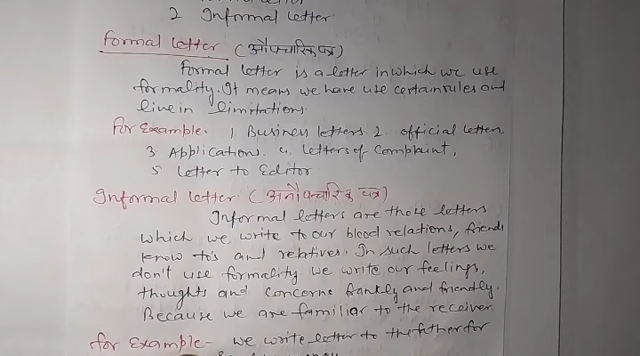 2 Informal letter
Formal letter (औपचारिक पत्र)
Formal letter is a letter in which we use
formality. It means we have use certain rules and
live in limitations
For Example. 1. Business letters 2. official letter.
3 Applications. 4. letters of complaint,
5 letter to Editor
Informal letter (अनौपचारिक पत्र)
Informal letters are those letters
which we write to our blood relations, friends
know to's and relatives. In such letters we
don't use formality we write our feelings,
thoughts and concerns frankly and friendly.
Because we are familiar to the receiver.
for Example- we write letter to the father for